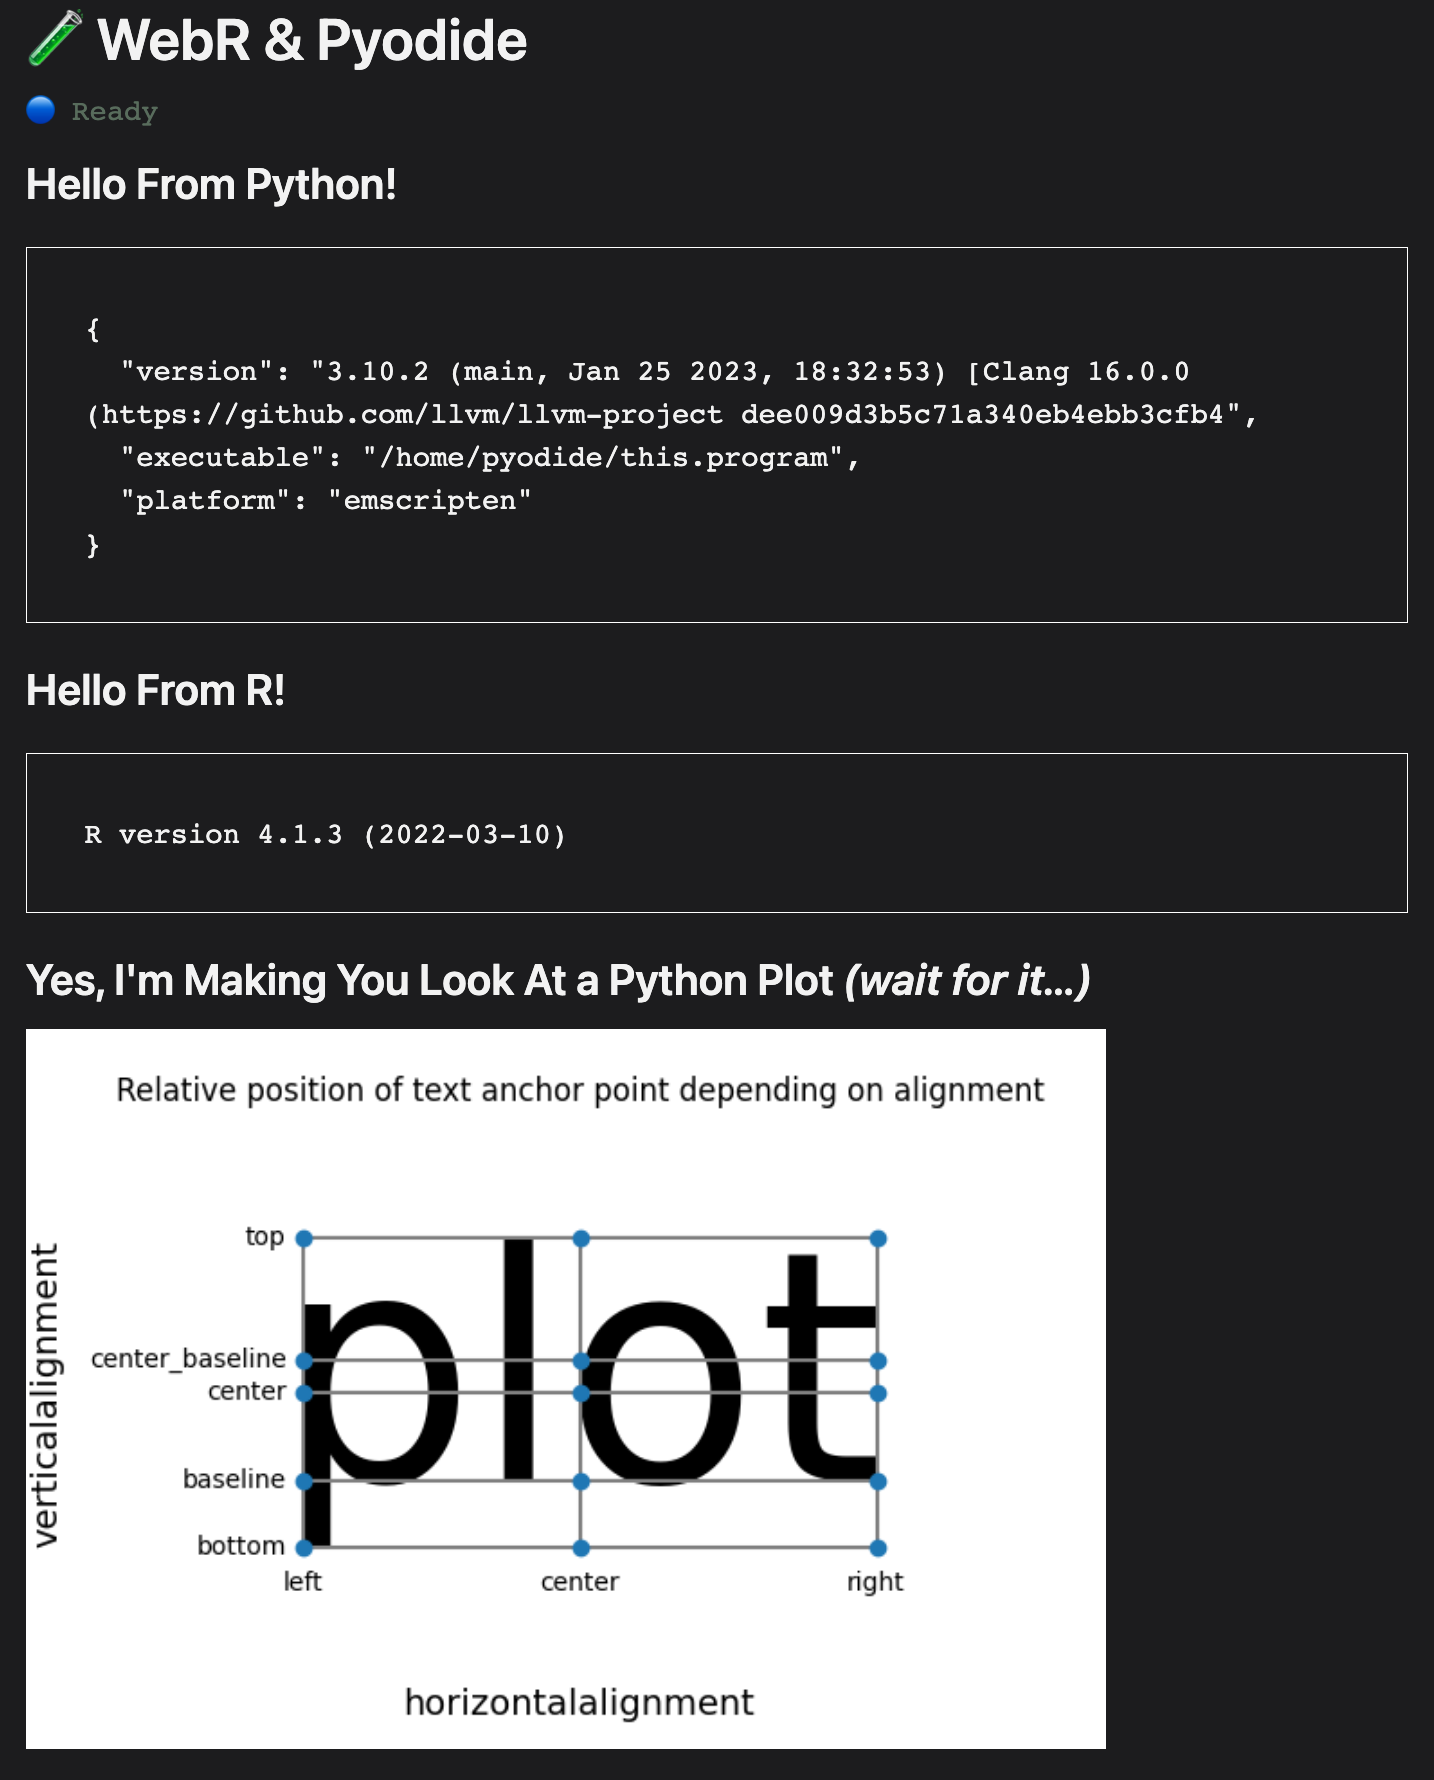 WebR & Pyodide
Ready
Hello From Python!
{
"version": "3.10.2 (main, Jan 25 2023, 18:32:53) [Clang 16.0.0
(https://github.com/llvm/llvm-project dee009d3b5c71a340eb4ebb3cfb4",
"executable": "/home/pyodide/this.program",
"platform": "emscripten"
}
Hello From R!
R version 4.1.3 (2022-03-10)
Yes, I'm Making You Look At a Python Plot (wait for it…)
Relative position of text anchor point depending on alignment
verticalalignment
top
center_baseline
center
baseline
bottom
plot
left center right
horizontalalignment